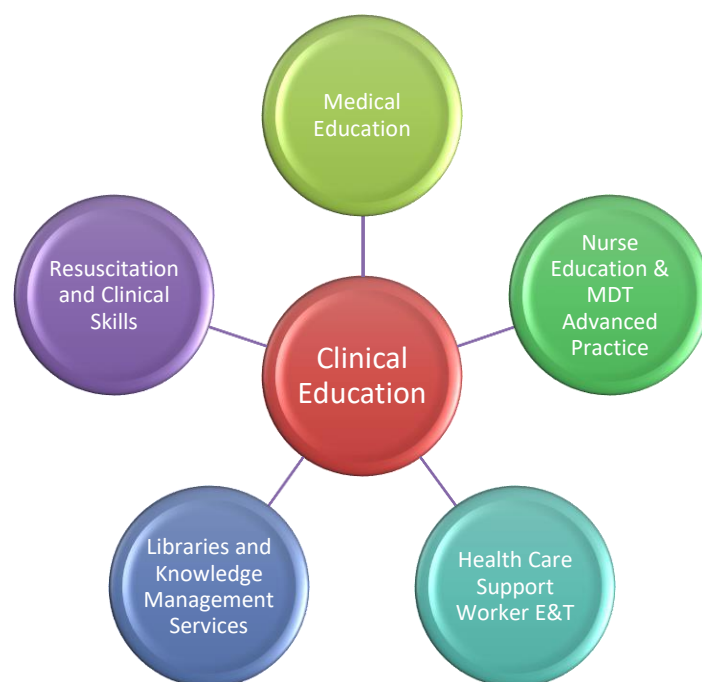 Medical
Education
Nurse
Education &
MDT
Advanced
Practice
Health Care
Support
Worker E&T
Libraries and
Knowledge
Management
Services
Resuscitation
and Clinical
Skills
Clinical
Education